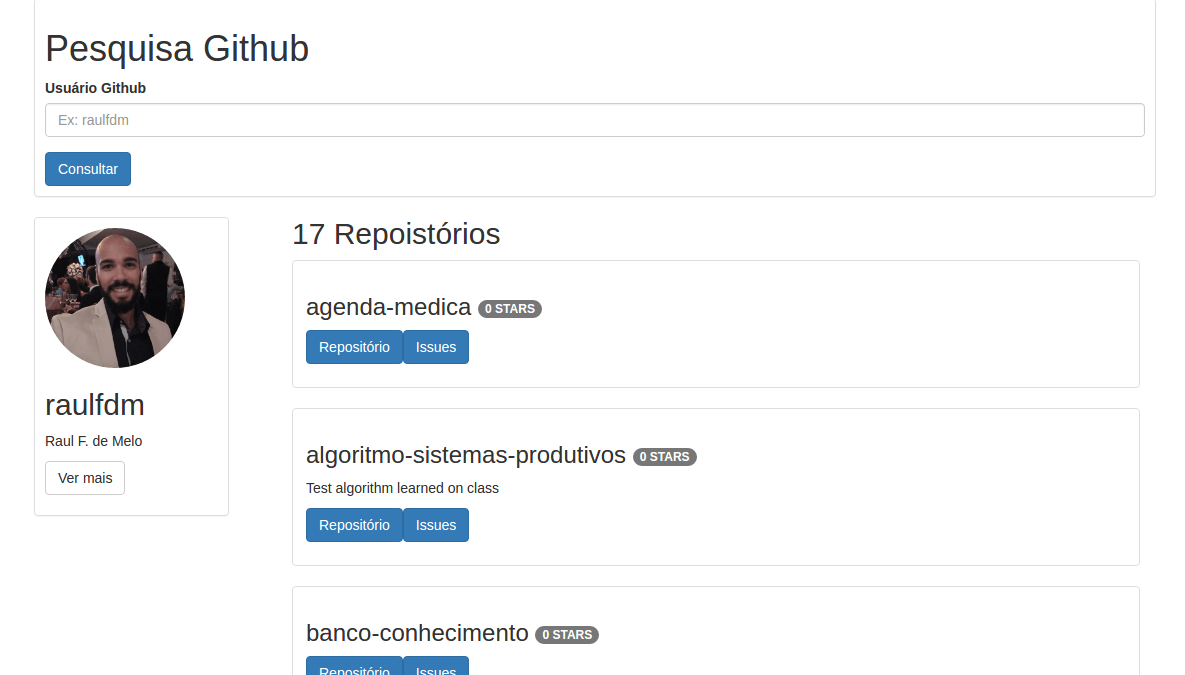 Pesquisa Github
Usuário Github
Ex: raulfdm
Consultar
raulfdm
Raul F. de Melo
Ver mais
17 Repoistórios
agenda-medica 0 STARS
Repositório Issues
algoritmo-sistemas-produtivos 0 STARS
Test algorithm learned on class
Repositório Issues
banco-conhecimento 0 STARS
Repositório Issues